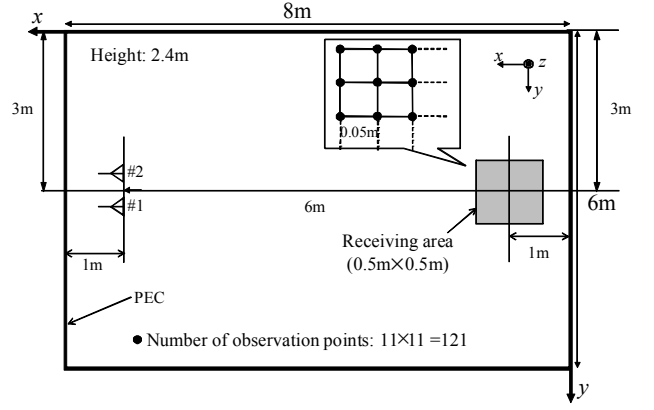 x
8m
Height: 2.4m
x
z
y
3m
3m
0.05m
#2
#1
6m
6m
Receiving area
(0.5m×0.5m)
1m
1m
PEC
Number of observation points: 11×11 =121
y